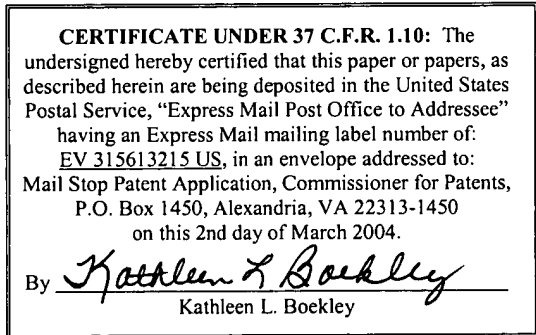 CERTIFICATE UNDER 37 C.F.R. 1.10: The
undersigned hereby certified that this paper or papers, as
described herein are being deposited in the United States
Postal Service, "Express Mail Post Office to Addressee"
having an Express Mail mailing label number of:
EV 315613215 US, in an envelope addressed to:
Mail Stop Patent Application, Commissioner for Patents,
P.O. Box 1450, Alexandria, VA 22313-1450
on this 2nd day of March 2004.
By Kathleen L Boekley
Kathleen L. Boekley